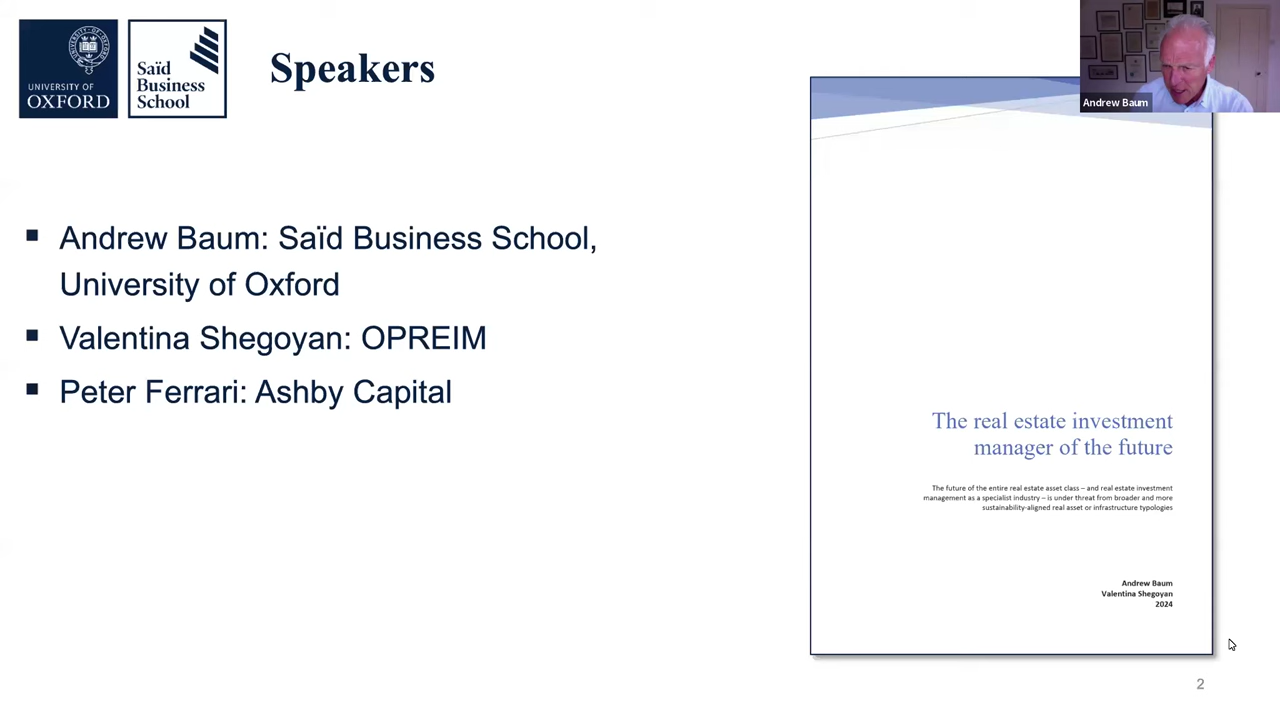 UNIVERSITY OF
OXFORD
Saïd
Business
School
Speakers
Andrew Baum
▪ Andrew Baum: Saïd Business School,
University of Oxford
▪ Valentina Shegoyan: OPREIM
▪ Peter Ferrari: Ashby Capital
The real estate investment
manager of the future
The future of the entire real estate asset class – and real estate investment
management as a specialist industry – is under threat from broader and more
sustainability-aligned real asset or infrastructure typologies
Andrew Baum
Valentina Shegoyan
2024
2